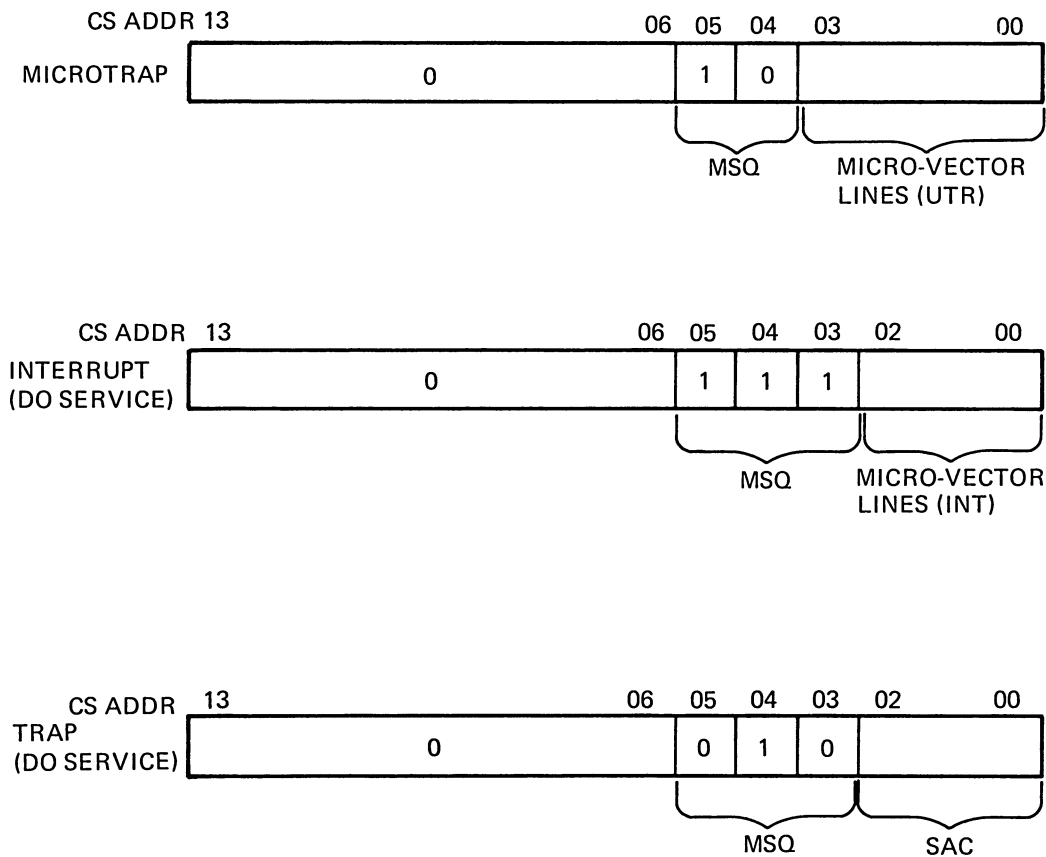 CS ADDR 13 06 05 04 03 00
MICROTRAP 0 1 0
MSQ MICRO-VECTOR
LINES (UTR)
CS ADDR 13 06 05 04 03 02 00
INTERRUPT
(DO SERVICE) 0 1 1 1
MSQ MICRO-VECTOR
LINES (INT)
CS ADDR 13 06 05 04 03 02 00
TRAP
(DO SERVICE) 0 0 1 0
MSQ SAC